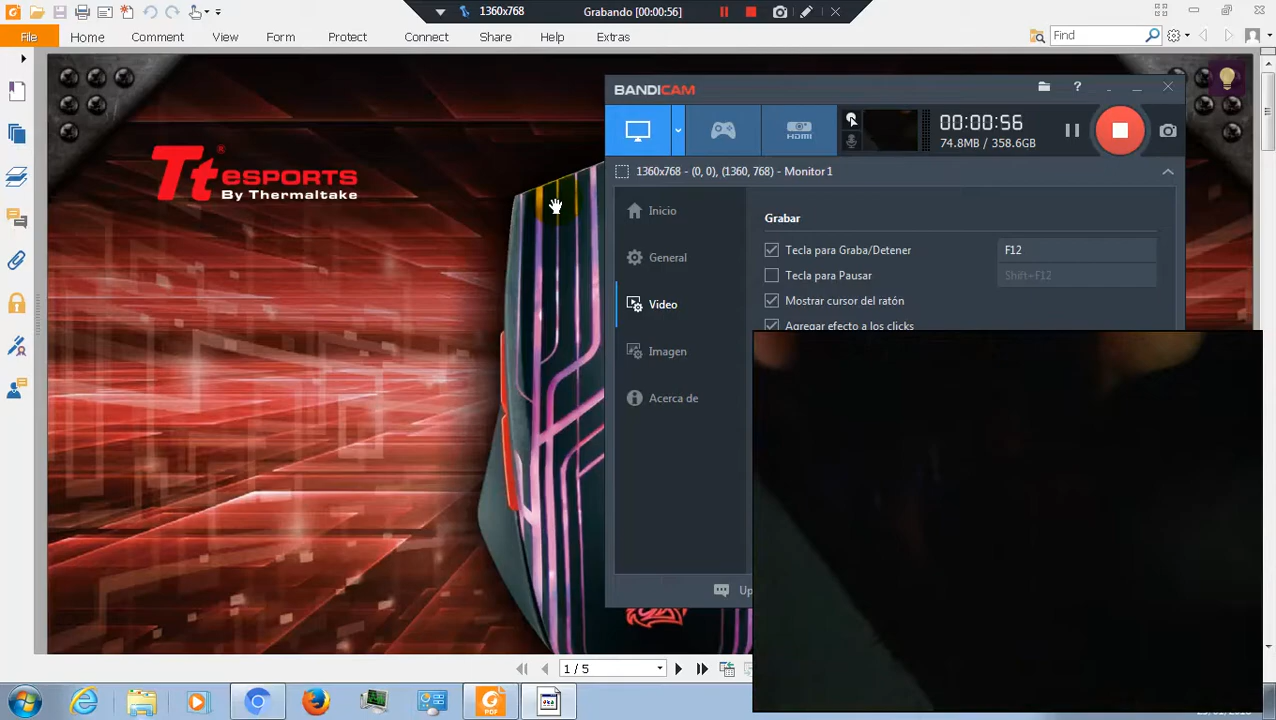 1360x768 Grabando [00:00:56]
File Home Comment View Form Protect Connect Share Help Extras Find
BANDICAM ?
HDMI
00:00:56
74.8MB / 358.6GB
1360x768 - (0, 0), (1360, 768) - Monitor 1
Tt ® eSPORTS
By Thermaltake
Inicio
General
Video
Imagen
Acerca de
Grabar
Tecla para Graba/Detener F12
Tecla para Pausar Shift+F12
Mostrar cursor del ratón
Agregar efecto a los clicks
Up
1 / 5
PDF